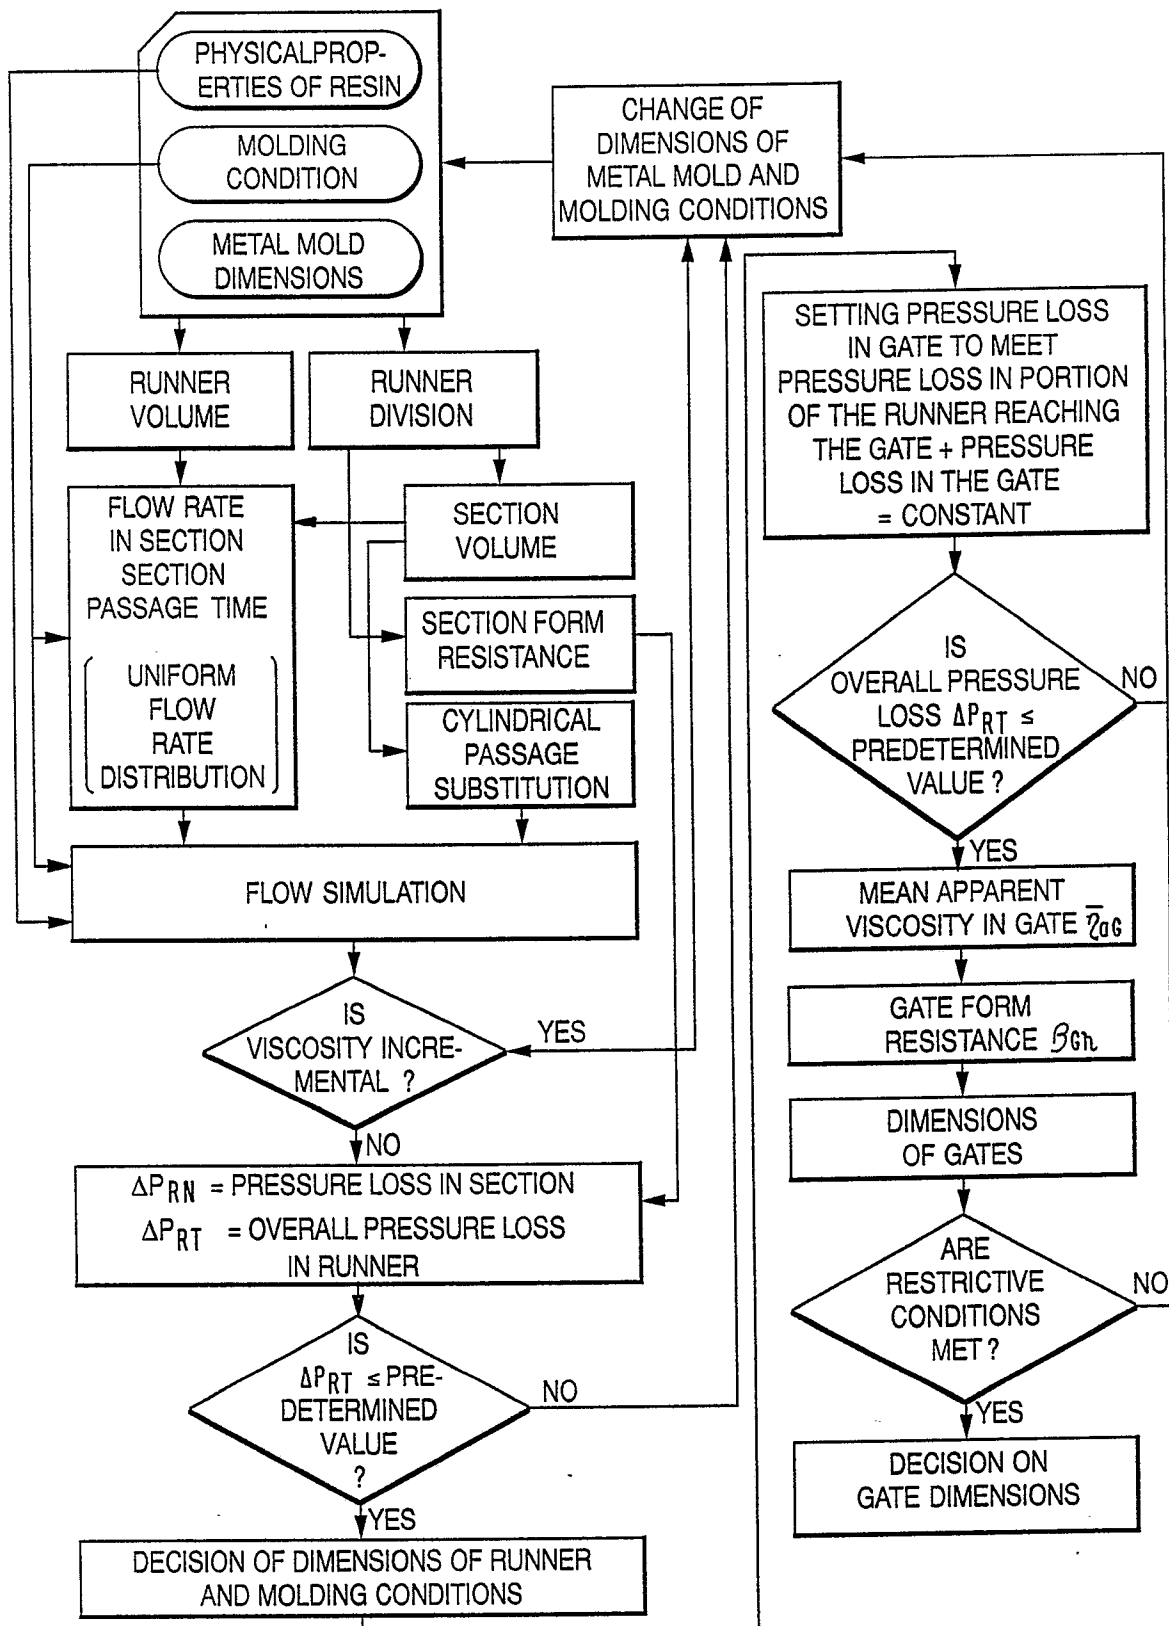 PHYSICALPROP-
ERTIES OF RESIN
MOLDING
CONDITION
METAL MOLD
DIMENSIONS
CHANGE OF
DIMENSIONS OF
METAL MOLD AND
MOLDING CONDITIONS
RUNNER
VOLUME
RUNNER
DIVISION
FLOW RATE
IN SECTION
SECTION
PASSAGE TIME
UNIFORM
FLOW
RATE
DISTRIBUTION
SECTION
VOLUME
SECTION FORM
RESISTANCE
CYLINDRICAL
PASSAGE
SUBSTITUTION
FLOW SIMULATION
IS
VISCOSITY INCRE-
MENTAL ?
YES
NO
ΔP_RN = PRESSURE LOSS IN SECTION
ΔP_RT = OVERALL PRESSURE LOSS
IN RUNNER
IS
ΔP_RT ≤ PRE-
DETERMINED
VALUE
?
NO
YES
DECISION OF DIMENSIONS OF RUNNER
AND MOLDING CONDITIONS
SETTING PRESSURE LOSS
IN GATE TO MEET
PRESSURE LOSS IN PORTION
OF THE RUNNER REACHING
THE GATE + PRESSURE
LOSS IN THE GATE
= CONSTANT
IS
OVERALL PRESSURE
LOSS ΔP_RT ≤
PREDETERMINED
VALUE ?
NO
YES
MEAN APPARENT
VISCOSITY IN GATE η̄_aG
GATE FORM
RESISTANCE β_Gn
DIMENSIONS
OF GATES
ARE
RESTRICTIVE
CONDITIONS
MET ?
NO
YES
DECISION ON
GATE DIMENSIONS